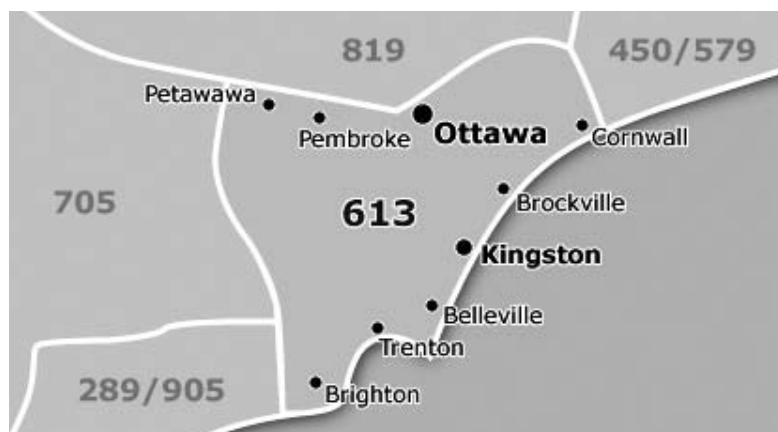 819
450/579
Petawawa
Pembroke
Ottawa
Cornwall
705
613
Brockville
Kingston
Belleville
Trenton
289/905
Brighton